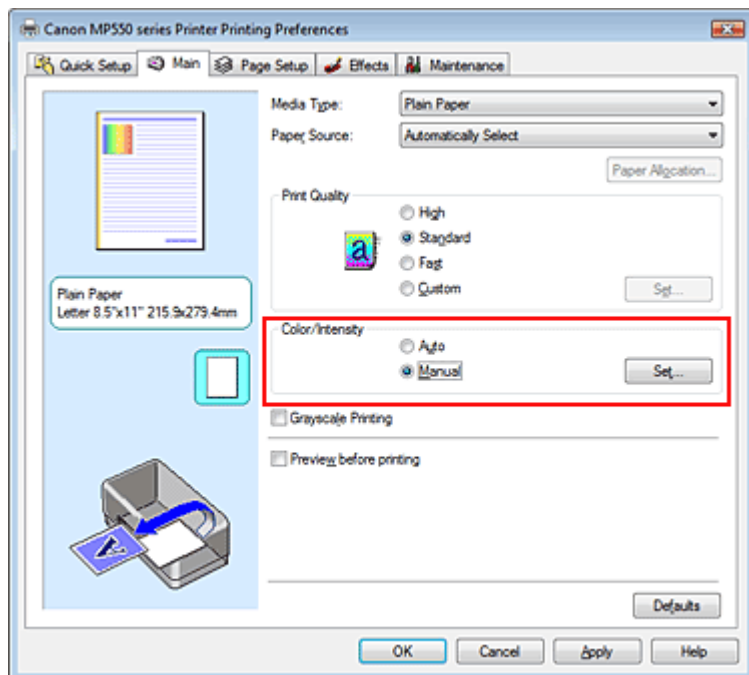 Canon MP550 series Printer Printing Preferences
Quick Setup Main Page Setup Effects Maintenance
Media Type: Plain Paper
Paper Source: Automatically Select
Paper Allocation...
Print Quality
High
Standard
Fast
Custom Set...
Plain Paper
Letter 8.5"x11" 215.9x279.4mm
Color/Intensity
Auto
Manual Set...
Grayscale Printing
Preview before printing
Defaults
OK Cancel Apply Help